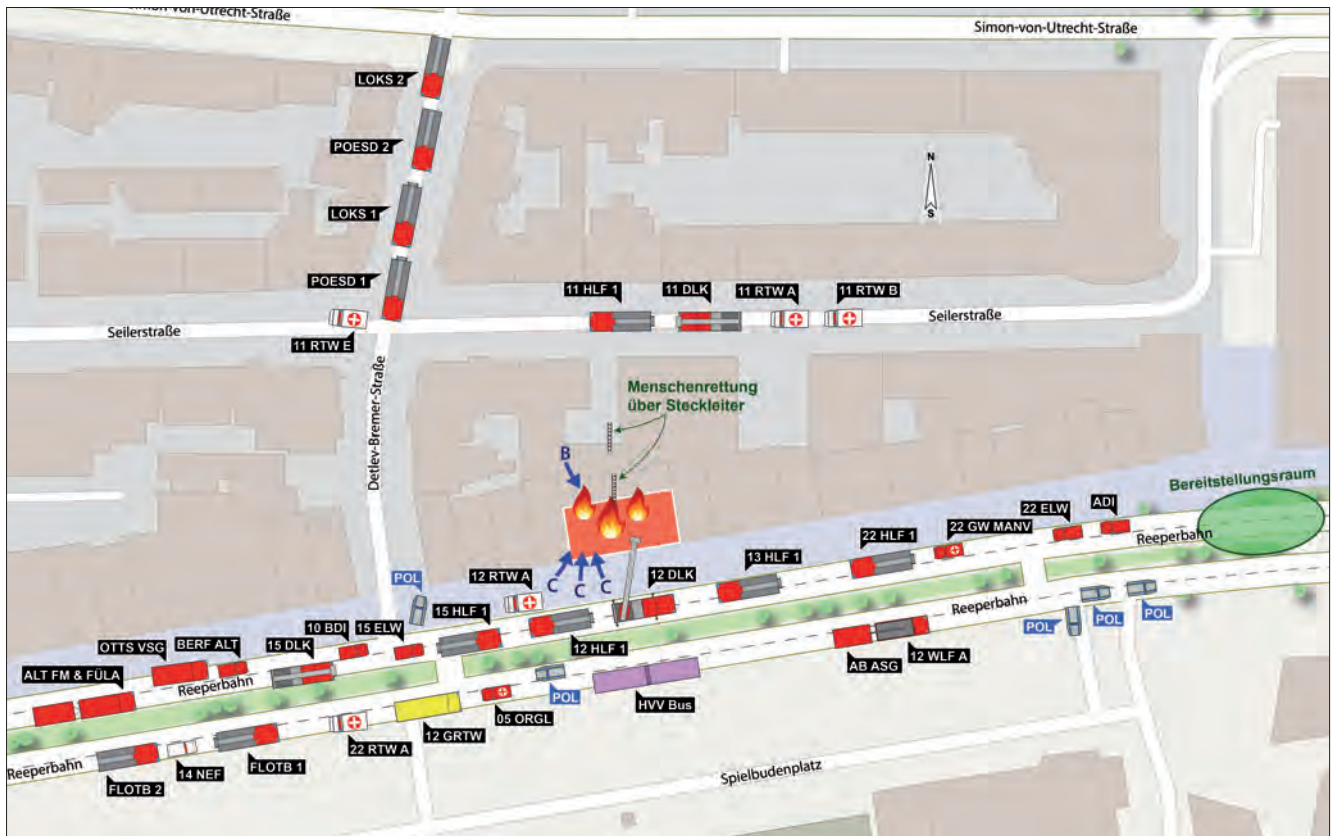 Simon-von-Utrecht-Straße
Simon-von-Utrecht-Straße
LOKS 2
POESD 2
N
S
LOKS 1
POESD 1
11 HLF 1
11 DLK
11 RTW A
11 RTW B
Seilerstraße
Seilerstraße
11 RTW E
Detlev-Bremer-Straße
Menschenrettung
über Steckleiter
B
Bereitstellungsraum
C
C
C
22 ELW
ADI
22 HLF 1
22 GW MANV
Reeperbahn
13 HLF 1
12 DLK
12 RTW A
POL
15 HLF 1
12 HLF 1
15 ELW
10 BDI
15 DLK
BERF ALT
OTTS VSG
ALT FM & FÜLA
Reeperbahn
Reeperbahn
POL
POL
POL
AB ASG
12 WLF A
HVV Bus
POL
05 ORGL
12 GRTW
22 RTW A
FLOTB 1
14 NEF
FLOTB 2
Reeperbahn
Spielbudenplatz